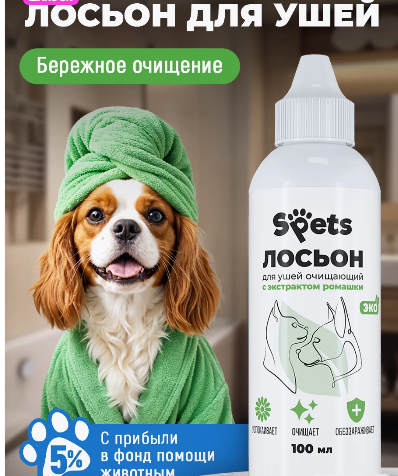 ЛОСЬОН ДЛЯ УШЕЙ
Бережное очищение
Spets
ЛОСЬОН
для ушей очищающий
с экстрактом ромашки
эко
ОЧИЩАЕТ
ОБЕЗЗАРАЖИВАЕТ
100 мл
5%
С прибыли
в фонд помощи
животным